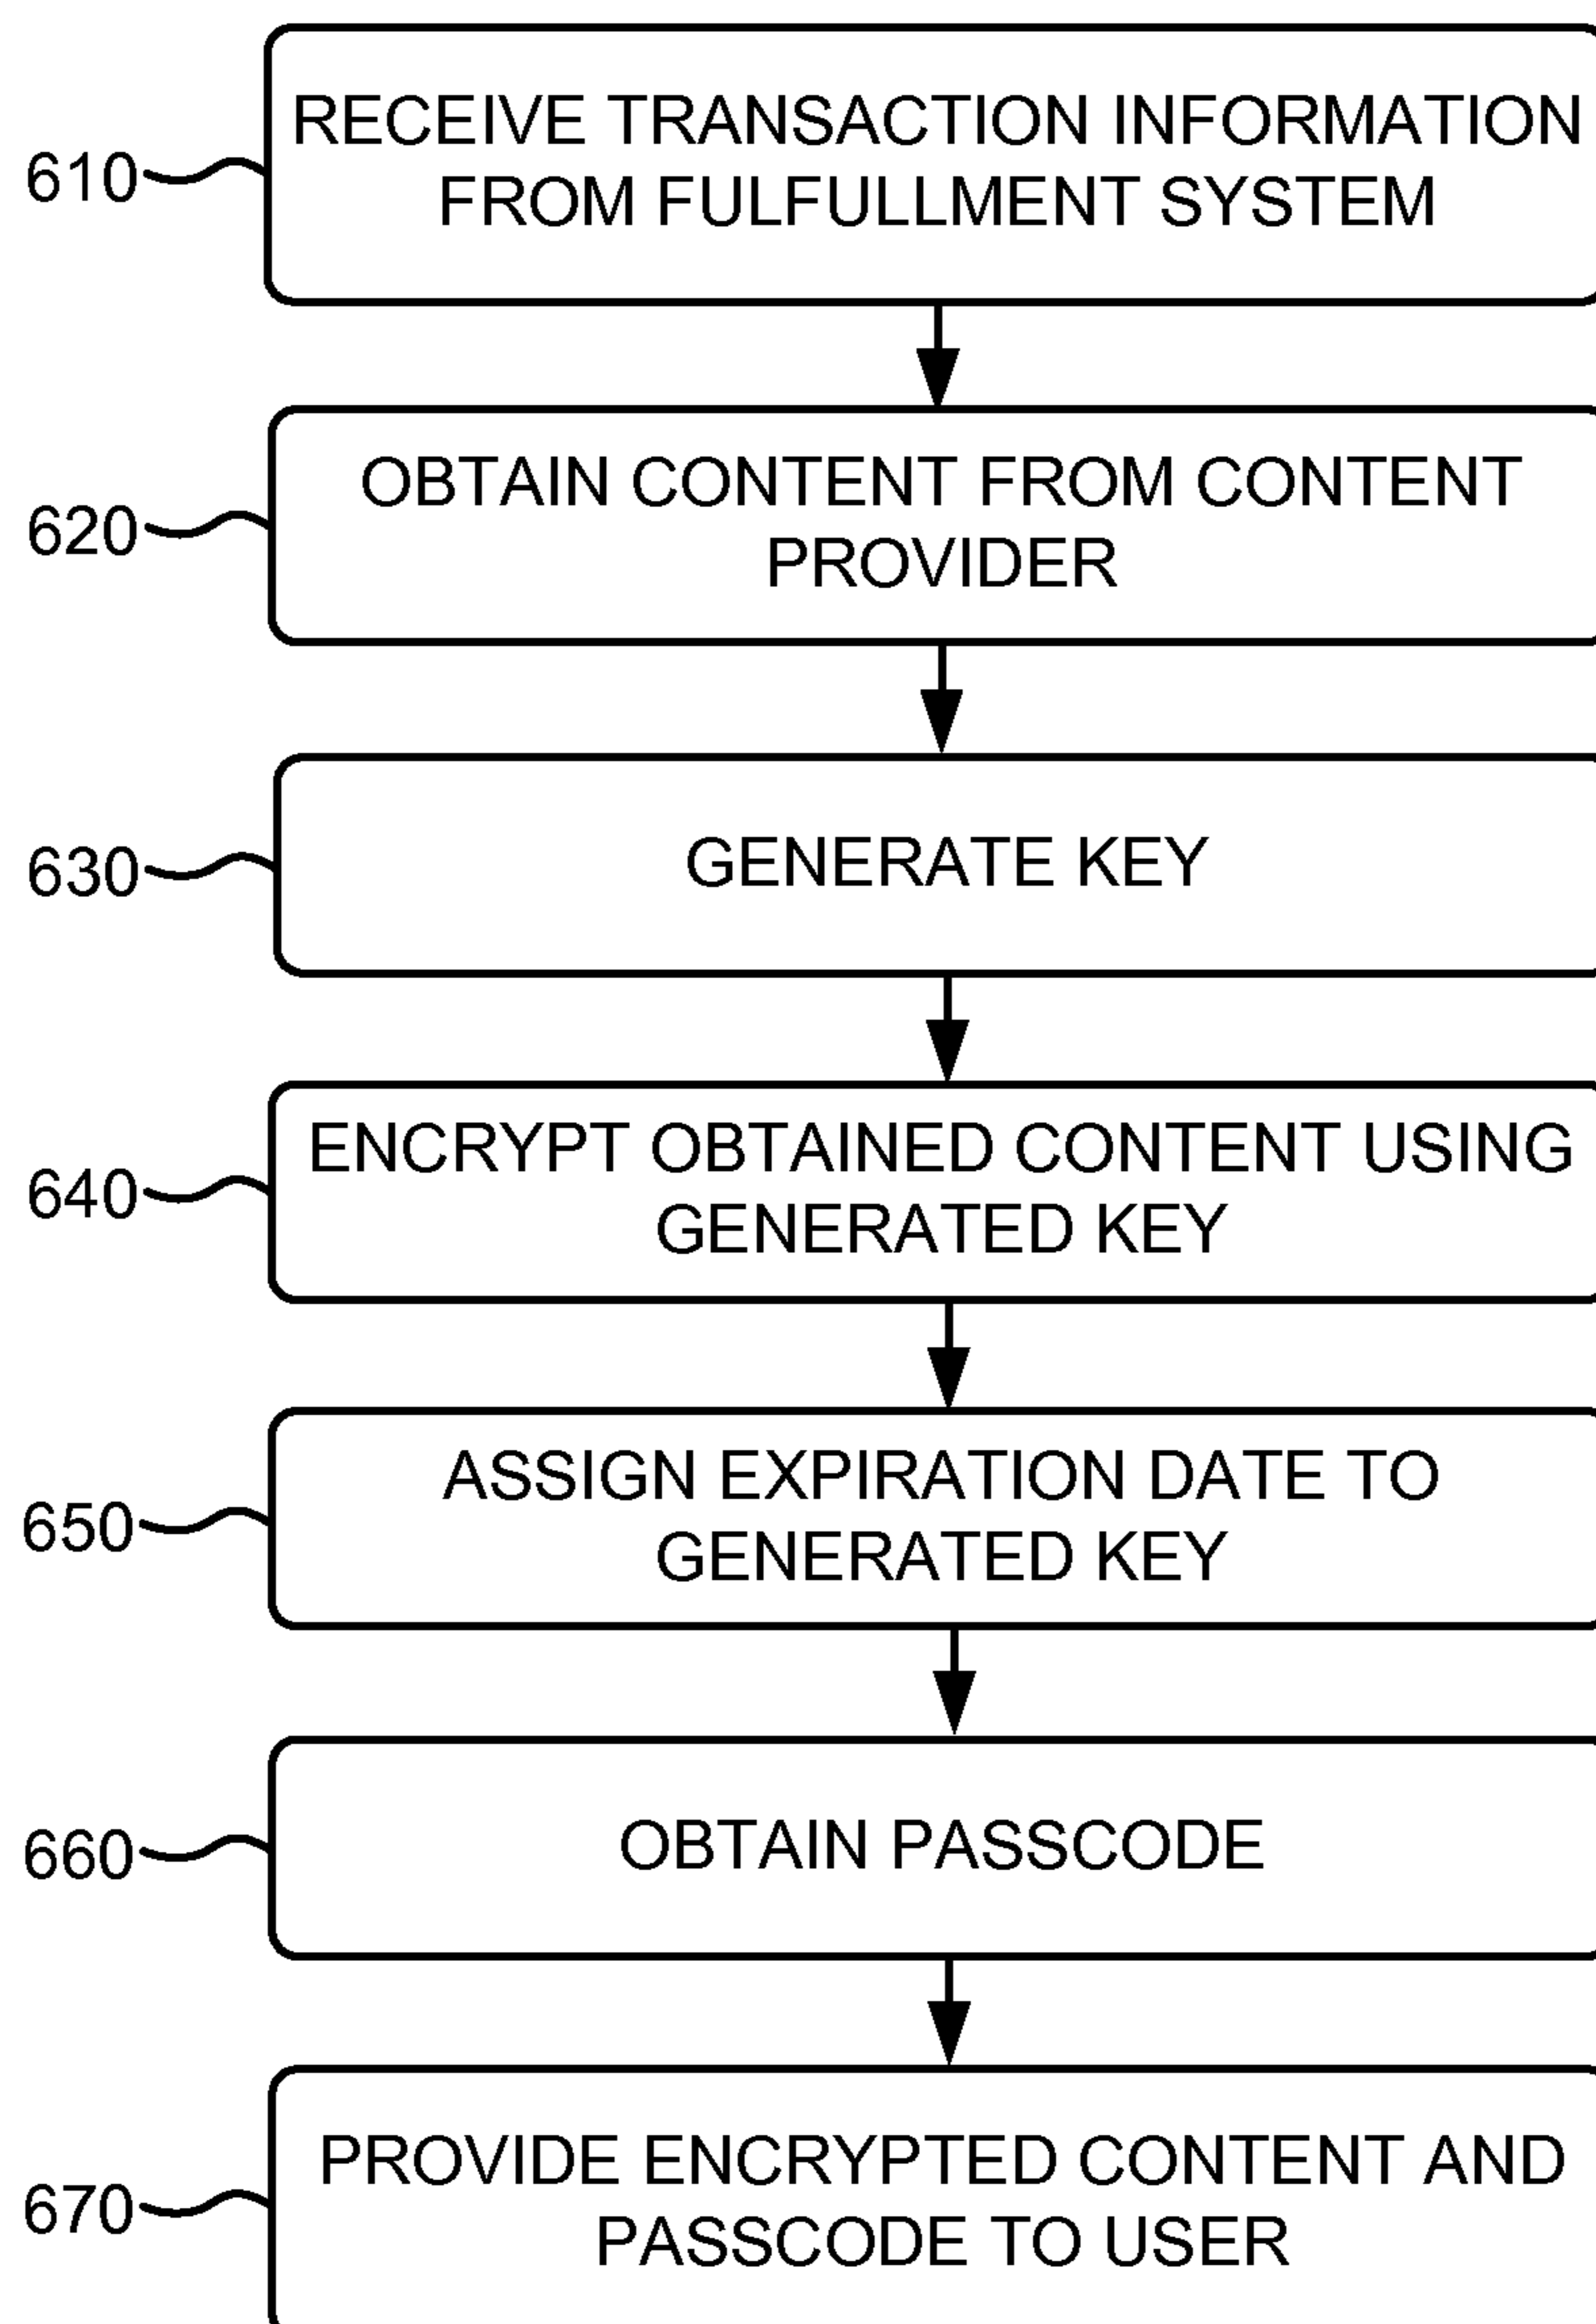 610
RECEIVE TRANSACTION INFORMATION
FROM FULFULLMENT SYSTEM
620
OBTAIN CONTENT FROM CONTENT
PROVIDER
630
GENERATE KEY
640
ENCRYPT OBTAINED CONTENT USING
GENERATED KEY
650
ASSIGN EXPIRATION DATE TO
GENERATED KEY
660
OBTAIN PASSCODE
670
PROVIDE ENCRYPTED CONTENT AND
PASSCODE TO USER